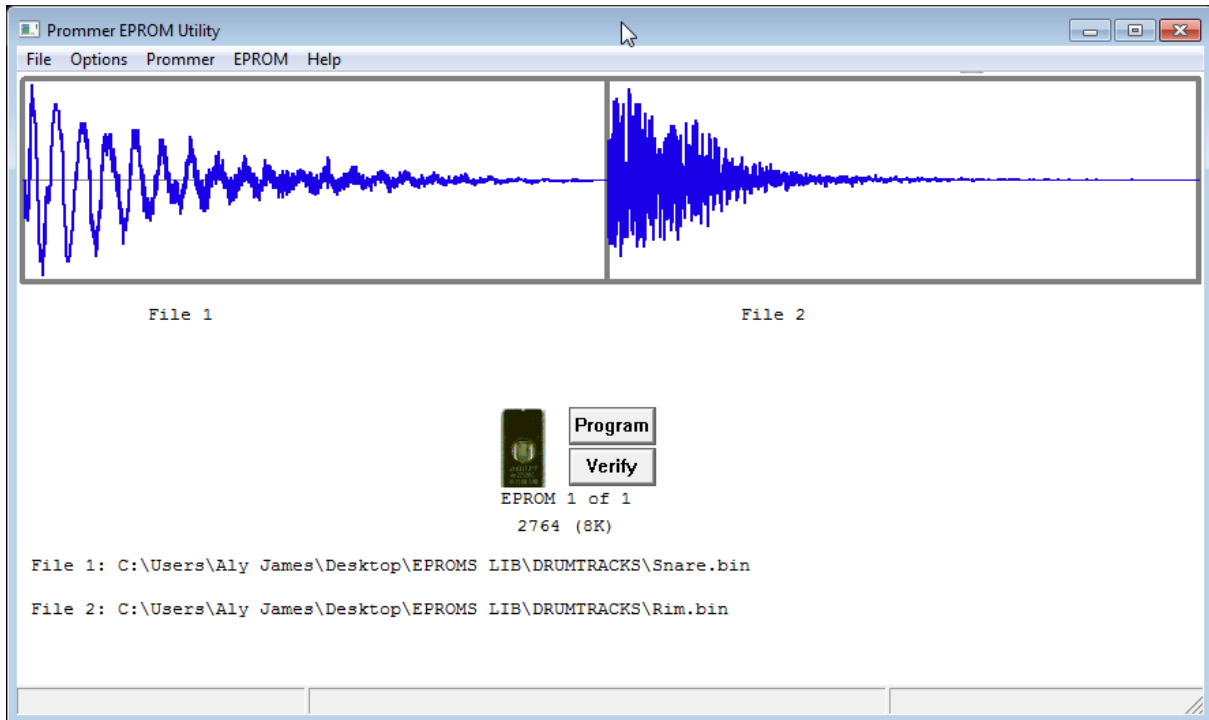 Prommer EPROM Utility
File Options Prommer EPROM Help
File 1 File 2
Program
Verify
EPROM 1 of 1
2764 (8K)
File 1: C:\Users\Aly James\Desktop\EPROMS LIB\DRUMTRACKS\Snare.bin
File 2: C:\Users\Aly James\Desktop\EPROMS LIB\DRUMTRACKS\Rim.bin